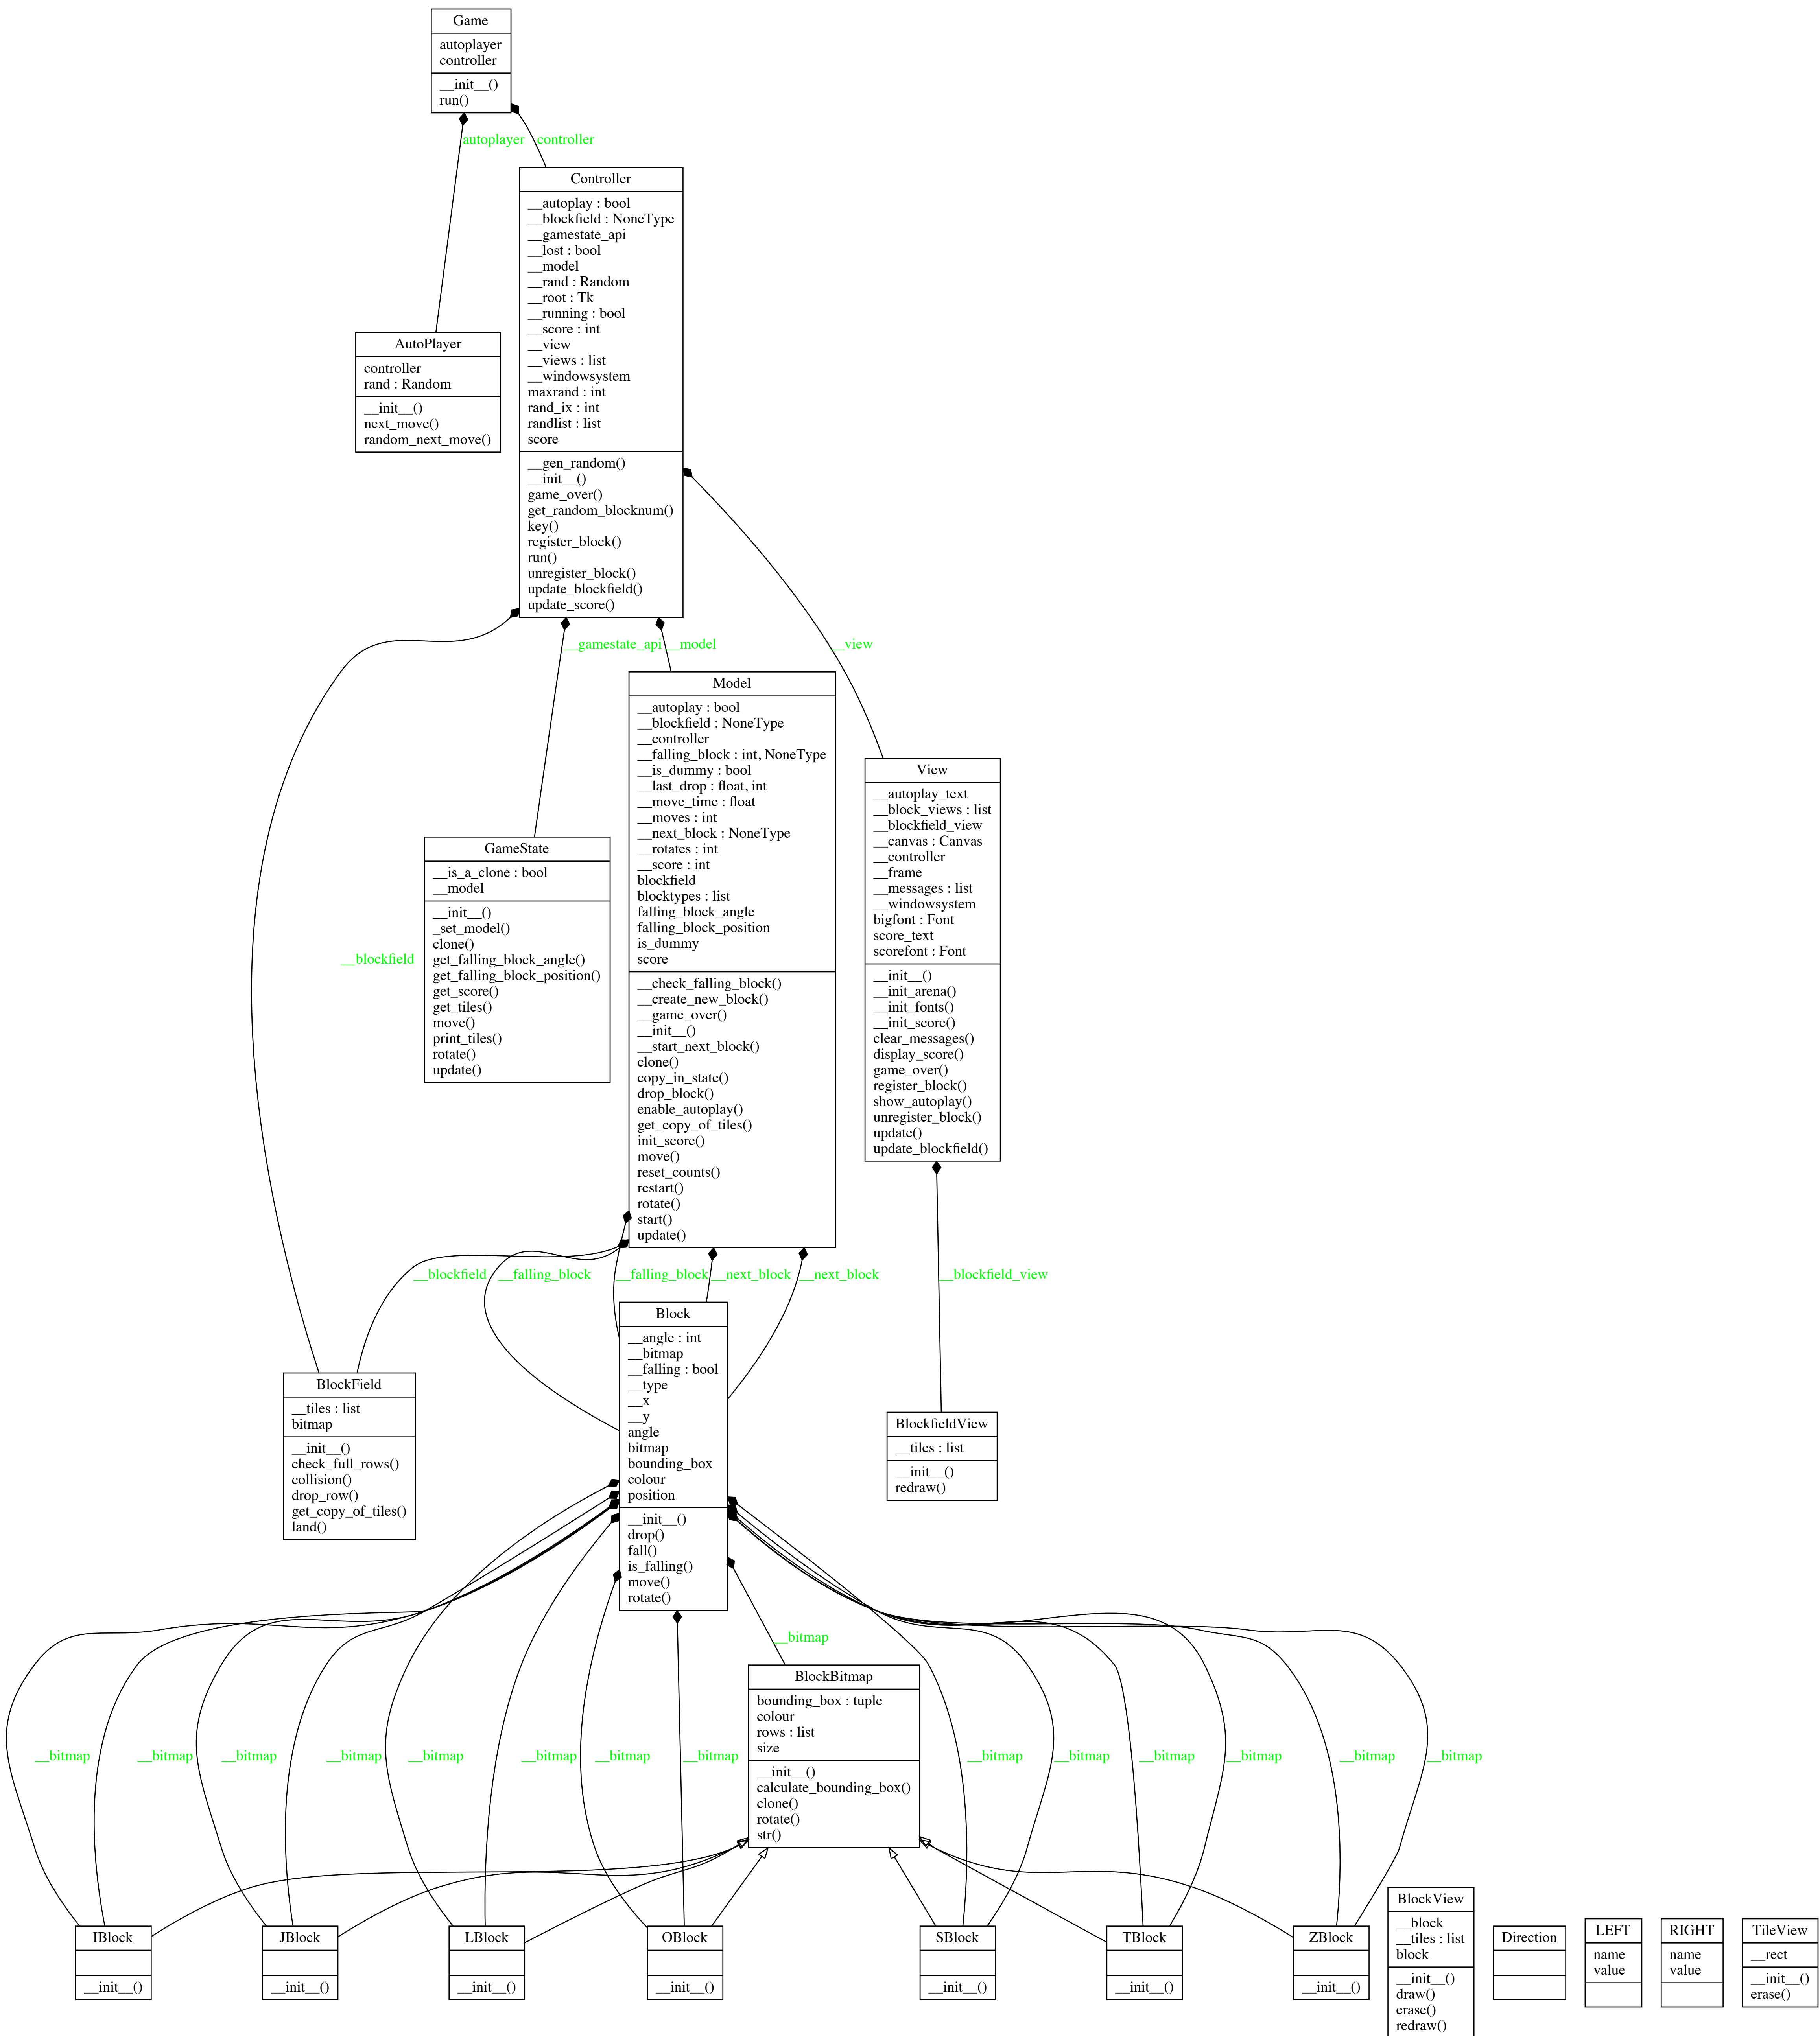 Game
autoplayer
controller
__init__()
run()
autoplayer
controller
Controller
__autoplay : bool
__blockfield : NoneType
__gamestate_api
__lost : bool
__model
__rand : Random
__root : Tk
__running : bool
__score : int
__view
__views : list
__windowsystem
maxrand : int
rand_ix : int
randlist : list
score
__gen_random()
__init__()
game_over()
get_random_blocknum()
key()
register_block()
run()
unregister_block()
update_blockfield()
update_score()
AutoPlayer
controller
rand : Random
__init__()
next_move()
random_next_move()
__gamestate_api
__model
__view
Model
__autoplay : bool
__blockfield : NoneType
__controller
__falling_block : int, NoneType
__is_dummy : bool
__last_drop : float, int
__move_time : float
__moves : int
__next_block : NoneType
__rotates : int
__score : int
blockfield
blocktypes : list
falling_block_angle
falling_block_position
is_dummy
score
__check_falling_block()
__create_new_block()
__game_over()
__init__()
__start_next_block()
clone()
copy_in_state()
drop_block()
enable_autoplay()
get_copy_of_tiles()
init_score()
move()
reset_counts()
restart()
rotate()
start()
update()
View
__autoplay_text
__block_views : list
__blockfield_view
__canvas : Canvas
__controller
__frame
__messages : list
__windowsystem
bigfont : Font
score_text
scorefont : Font
__init__()
__init_arena()
__init_fonts()
__init_score()
clear_messages()
display_score()
game_over()
register_block()
show_autoplay()
unregister_block()
update()
update_blockfield()
GameState
__is_a_clone : bool
__model
__init__()
_set_model()
clone()
get_falling_block_angle()
get_falling_block_position()
get_score()
get_tiles()
move()
print_tiles()
rotate()
update()
__blockfield
__blockfield
__falling_block
__falling_block
__next_block
__next_block
__blockfield_view
Block
__angle : int
__bitmap
__falling : bool
__type
__x
__y
angle
bitmap
bounding_box
colour
position
__init__()
drop()
fall()
is_falling()
move()
rotate()
BlockField
__tiles : list
bitmap
__init__()
check_full_rows()
collision()
drop_row()
get_copy_of_tiles()
land()
BlockfieldView
__tiles : list
__init__()
redraw()
__bitmap
BlockBitmap
bounding_box : tuple
colour
rows : list
size
__init__()
calculate_bounding_box()
clone()
rotate()
str()
__bitmap
__bitmap
__bitmap
__bitmap
__bitmap
__bitmap
__bitmap
__bitmap
__bitmap
__bitmap
__bitmap
__bitmap
__bitmap
__bitmap
IBlock
__init__()
JBlock
__init__()
LBlock
__init__()
OBlock
__init__()
SBlock
__init__()
TBlock
__init__()
ZBlock
__init__()
BlockView
__block
__tiles : list
block
__init__()
draw()
erase()
redraw()
Direction
LEFT
name
value
RIGHT
name
value
TileView
__rect
__init__()
erase()